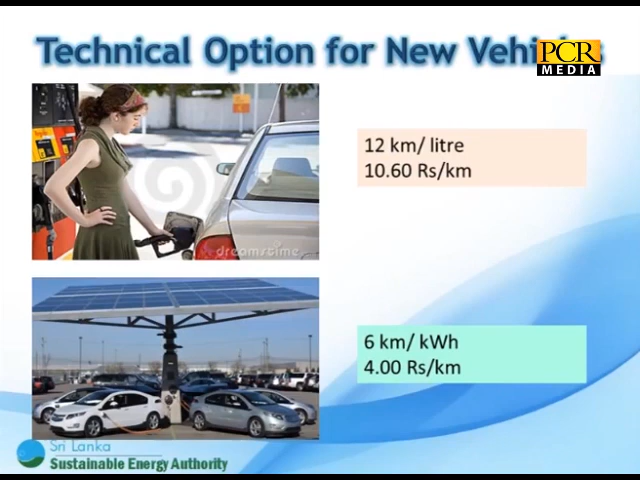 Technical Option for New Vehicles
PCR
MEDIA
12 km/ litre
10.60 Rs/km
dreamstime
6 km/ kWh
4.00 Rs/km
Sri Lanka
Sustainable Energy Authority